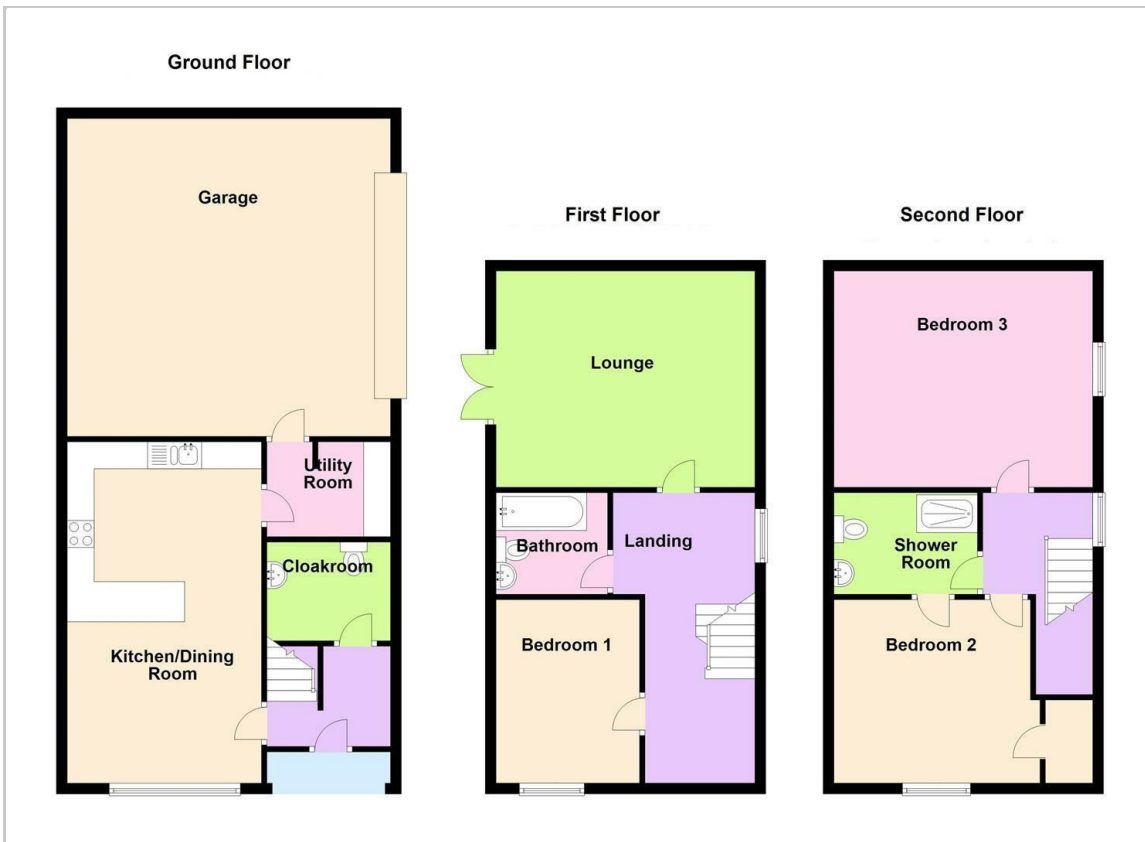 Ground Floor
Garage
Utility
Room
Cloakroom
Kitchen/Dining
Room
First Floor
Lounge
Bathroom
Landing
Bedroom 1
Second Floor
Bedroom 3
Shower
Room
Bedroom 2